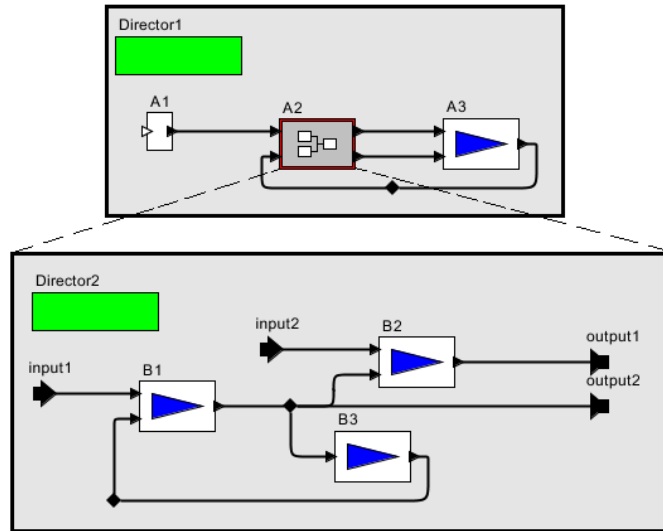 Director1
A1
A2
A3
Director2
input2
B2
output1
input1
B1
output2
B3